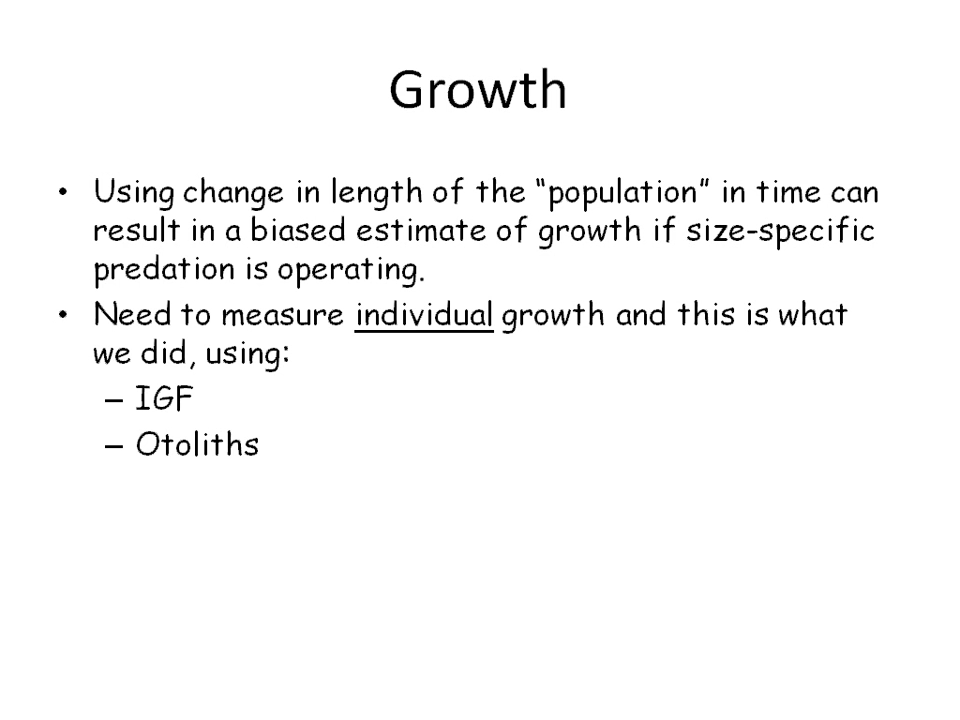 Growth
• Using change in length of the “population” in time can
result in a biased estimate of growth if size-specific
predation is operating.
• Need to measure individual growth and this is what
we did, using:
– IGF
– Otoliths